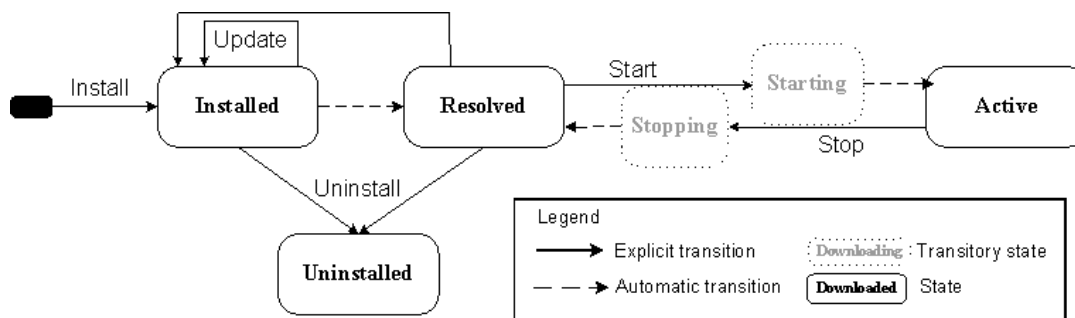 Update
Install
Start
Starting
Installed
Resolved
Active
Stopping
Stop
Uninstall
Uninstalled
Legend
Explicit transition
Downloading : Transitory state
Automatic transition
Downloaded State